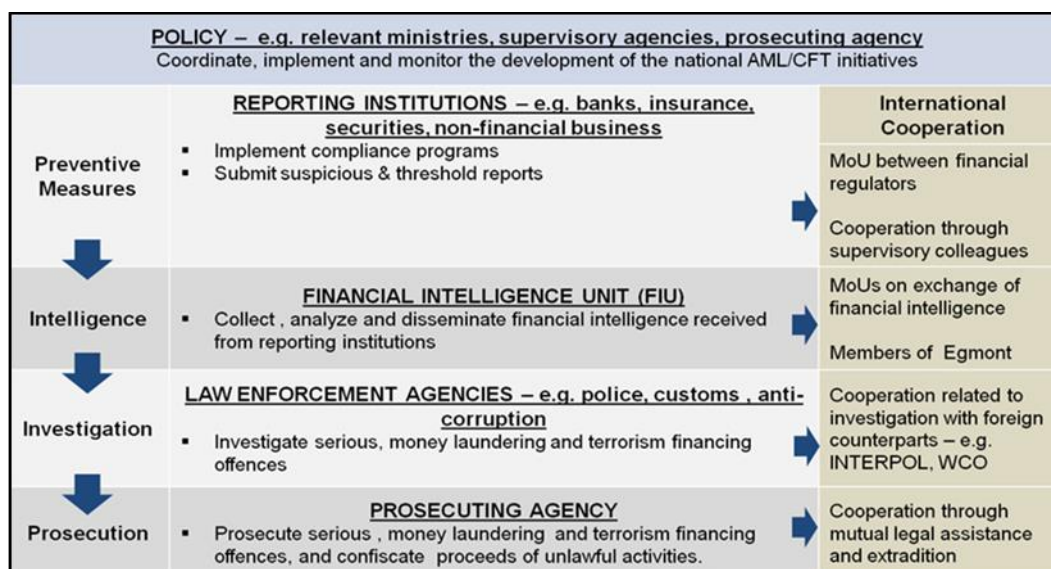 POLICY – e.g. relevant ministries, supervisory agencies, prosecuting agency
Coordinate, implement and monitor the development of the national AML/CFT initiatives
Preventive
Measures
REPORTING INSTITUTIONS – e.g. banks, insurance,
securities, non-financial business
▪ Implement compliance programs
▪ Submit suspicious & threshold reports
International
Cooperation
MoU between financial
regulators
Cooperation through
supervisory colleagues
Intelligence
FINANCIAL INTELLIGENCE UNIT (FIU)
▪ Collect , analyze and disseminate financial intelligence received
from reporting institutions
MoUs on exchange of
financial intelligence
Members of Egmont
Investigation
LAW ENFORCEMENT AGENCIES – e.g. police, customs , anti-
corruption
▪ Investigate serious, money laundering and terrorism financing
offences
Cooperation related to
investigation with foreign
counterparts – e.g.
INTERPOL, WCO
Prosecution
PROSECUTING AGENCY
▪ Prosecute serious , money laundering and terrorism financing
offences, and confiscate proceeds of unlawful activities.
Cooperation through
mutual legal assistance
and extradition